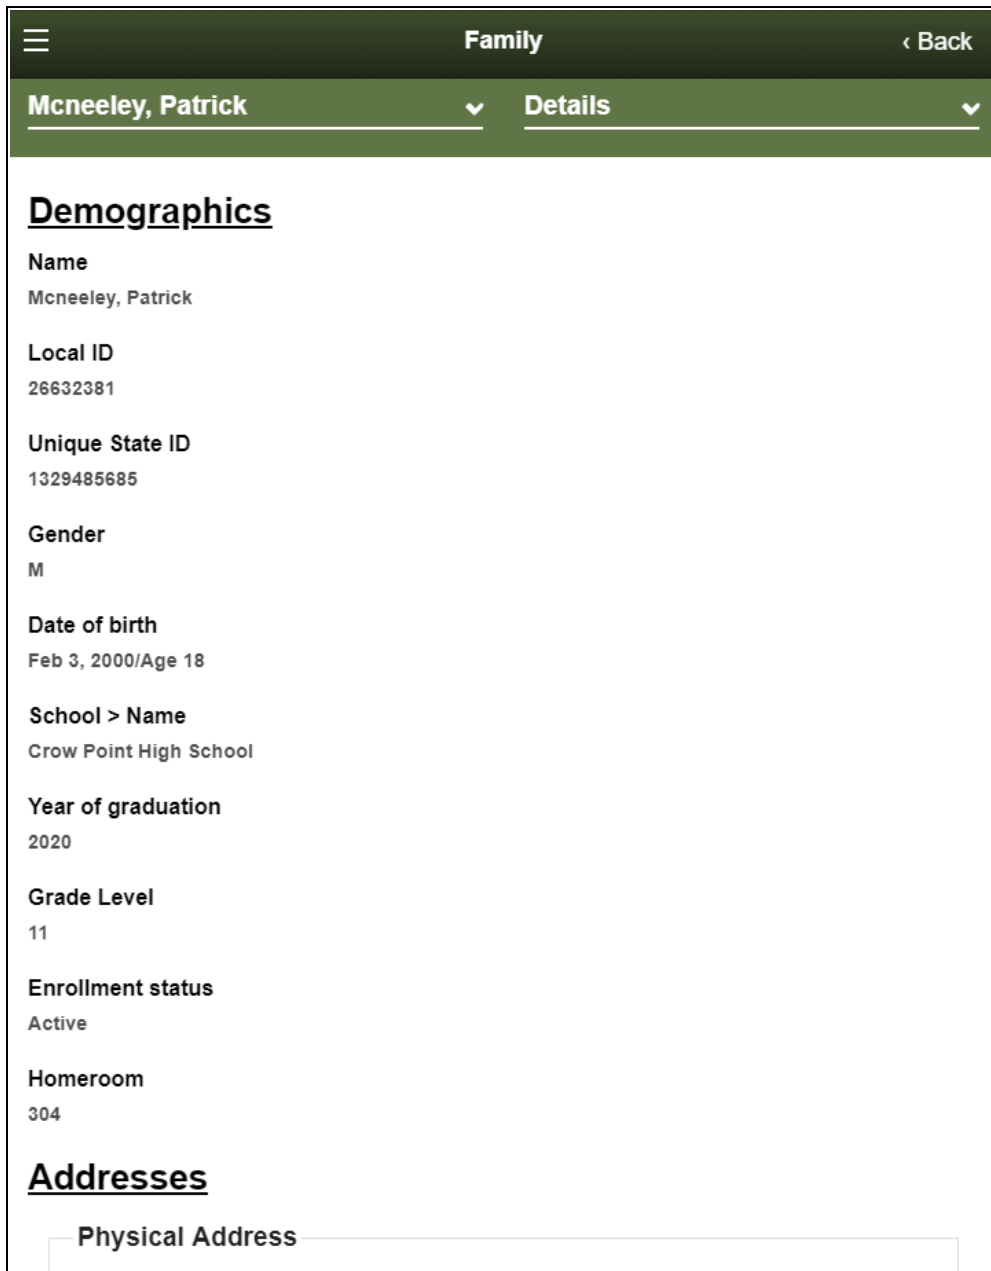 Family
‹ Back
Mcneeley, Patrick
Details
Demographics
Name
Mcneeley, Patrick
Local ID
26632381
Unique State ID
1329485685
Gender
M
Date of birth
Feb 3, 2000/Age 18
School > Name
Crow Point High School
Year of graduation
2020
Grade Level
11
Enrollment status
Active
Homeroom
304
Addresses
Physical Address